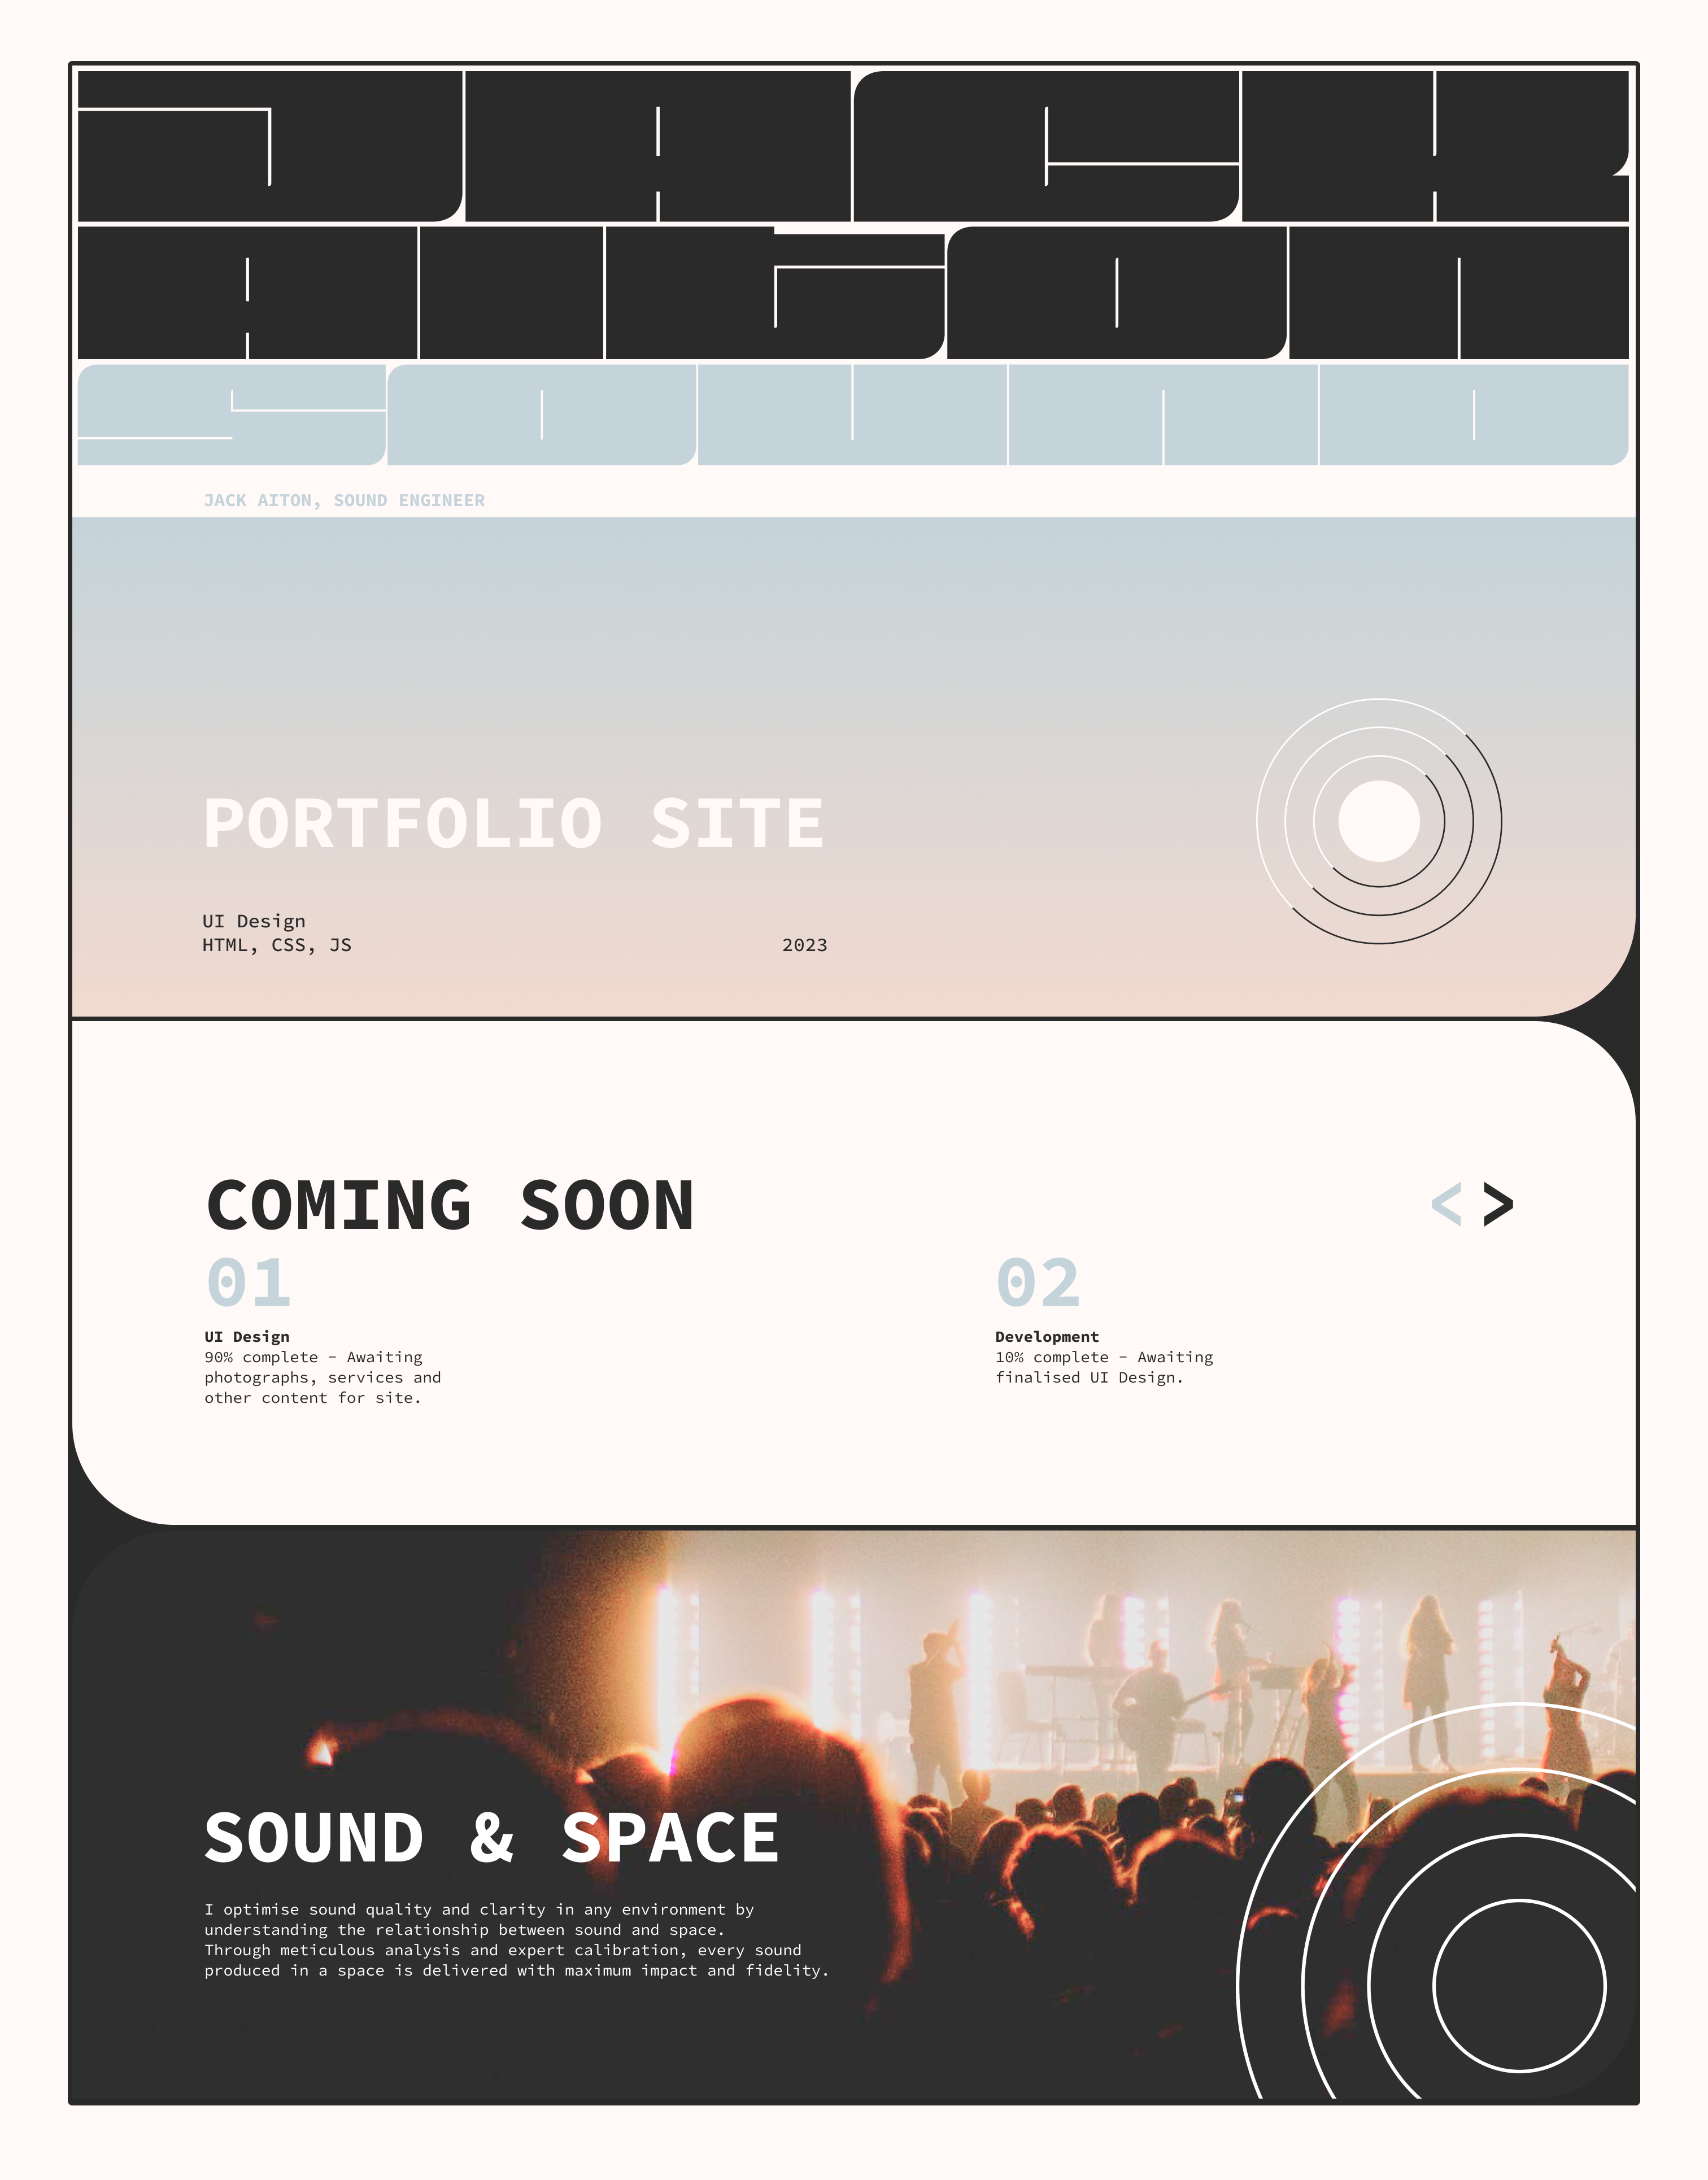 JACK
AITON
SOUND
JACK AITON, SOUND ENGINEER
PORTFOLIO SITE
UI Design
HTML, CSS, JS
2023
COMING SOON
< >
01
UI Design
90% complete – Awaiting
photographs, services and
other content for site.
02
Development
10% complete – Awaiting
finalised UI Design.
SOUND & SPACE
I optimise sound quality and clarity in any environment by
understanding the relationship between sound and space.
Through meticulous analysis and expert calibration, every sound
produced in a space is delivered with maximum impact and fidelity.